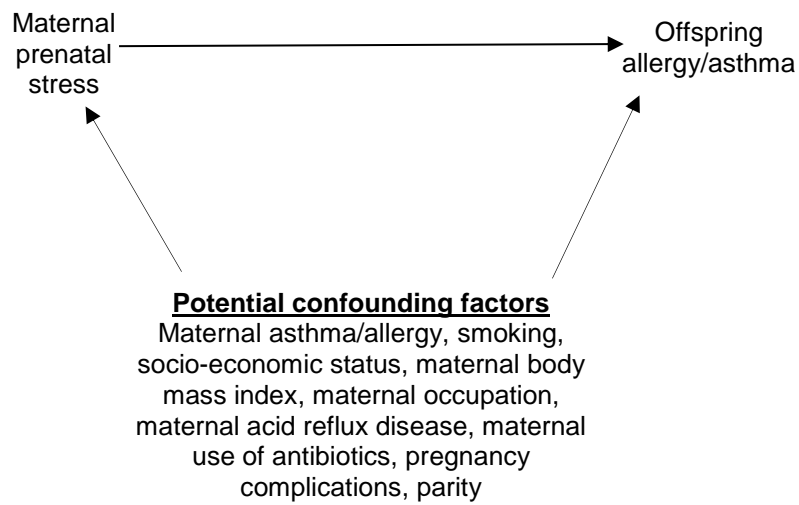 Maternal
prenatal
stress
Offspring
allergy/asthma
Potential confounding factors
Maternal asthma/allergy, smoking,
socio-economic status, maternal body
mass index, maternal occupation,
maternal acid reflux disease, maternal
use of antibiotics, pregnancy
complications, parity